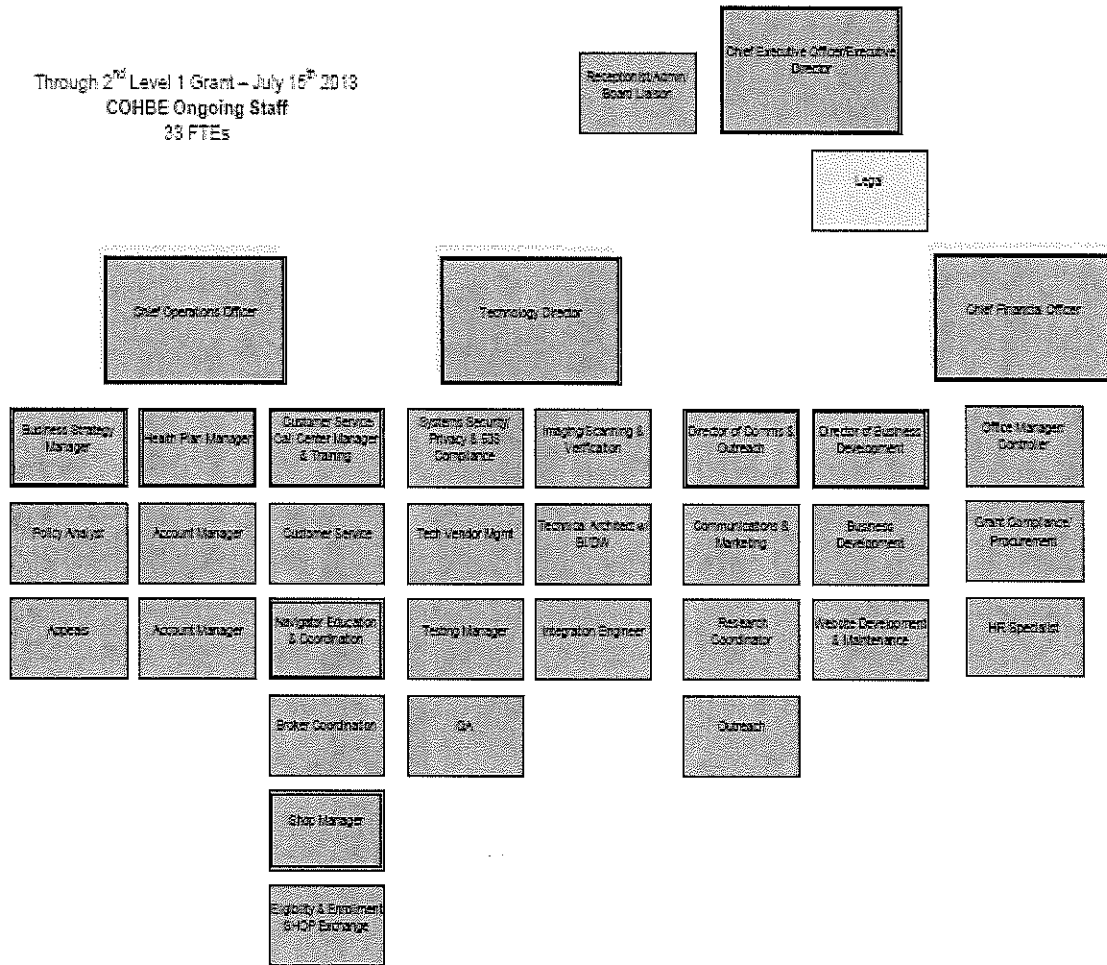 Through 2nd Level 1 Grant – July 15th 2013
COHBE Ongoing Staff
33 FTEs
Receptionist/Admin
Board Liaison
Chief Executive Officer/Executive
Director
Legal
Chief Operations Officer
Technology Director
Chief Financial Officer
Business Strategy
Manager
Health Plan Manager
Customer Service
Call Center Manager
& Training
Systems Security/
Privacy & 508
Compliance
Imaging Scanning &
Verification
Director of Comms &
Outreach
Director of Business
Development
Office Manager/
Controller
Policy Analyst
Account Manager
Customer Service
Tech Vendor Mgmt
Technical Architect w/
BI/DW
Communications &
Marketing
Business
Development
Grant Compliance/
Procurement
Appeals
Account Manager
Navigator Education
& Coordination
Testing Manager
Integration Engineer
Research
Coordinator
Website Development
& Maintenance
HR Specialist
Broker Coordination
QA
Outreach
Shop Manager
Eligibility & Enrollment
SHOP Exchange